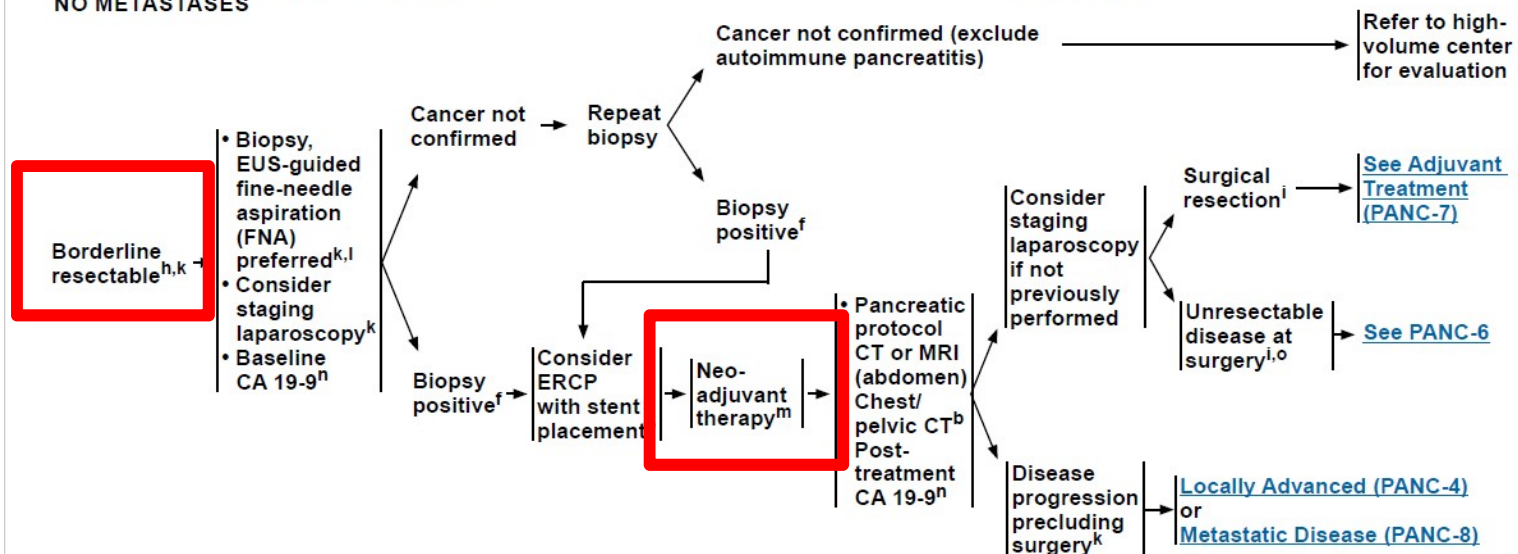 NO METASTASES
Borderline
resectable^h,k
• Biopsy,
EUS-guided
fine-needle
aspiration
(FNA)
preferred^k,l
• Consider
staging
laparoscopy^k
• Baseline
CA 19-9^n
Cancer not
confirmed
Repeat
biopsy
Cancer not confirmed (exclude
autoimmune pancreatitis)
Refer to high-
volume center
for evaluation
Biopsy
positive^f
Biopsy
positive^f
Consider
ERCP
with stent
placement
Neo-
adjuvant
therapy^m
• Pancreatic
protocol
CT or MRI
(abdomen)
Chest/
pelvic CT^b
Post-
treatment
CA 19-9^n
Consider
staging
laparoscopy
if not
previously
performed
Surgical
resection^i
See Adjuvant
Treatment
(PANC-7)
Unresectable
disease at
surgery^i,o
See PANC-6
Disease
progression
precluding
surgery^k
Locally Advanced (PANC-4)
or
Metastatic Disease (PANC-8)